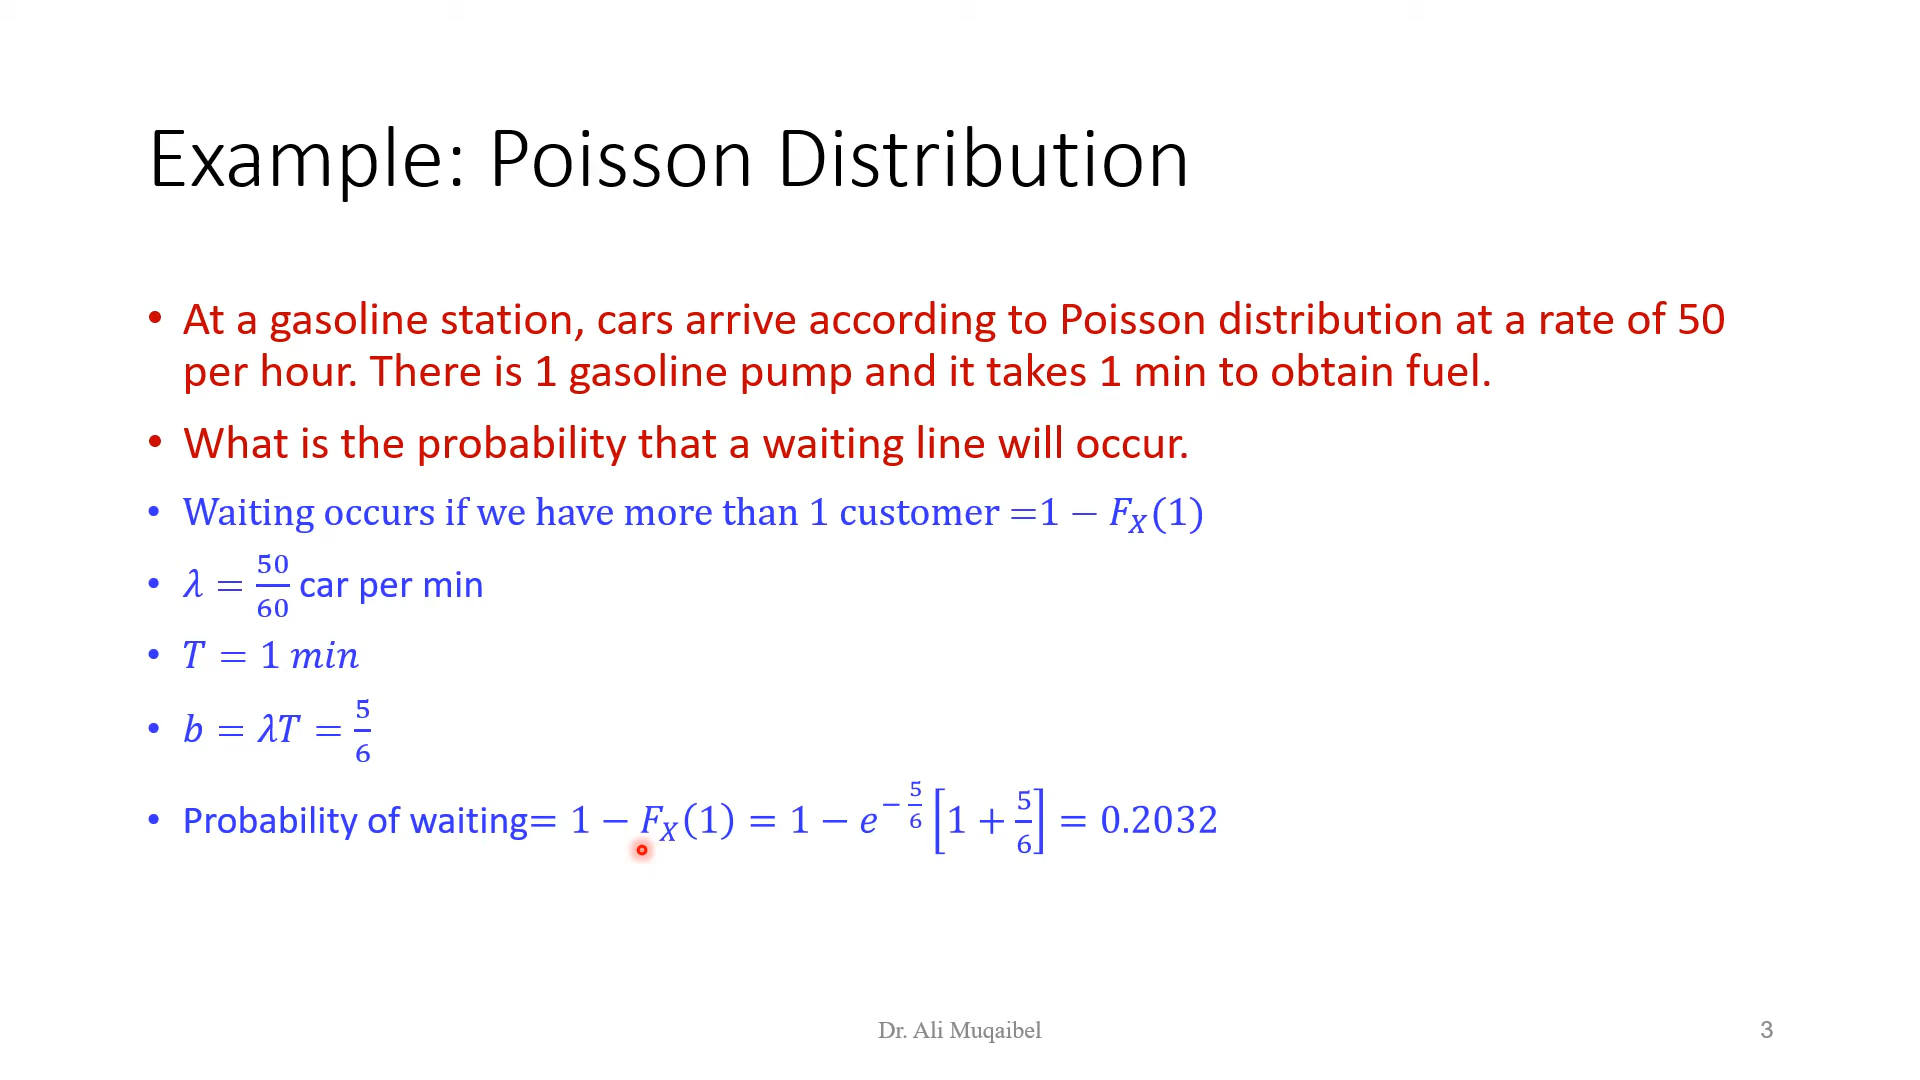 Example: Poisson Distribution
• At a gasoline station, cars arrive according to Poisson distribution at a rate of 50
per hour. There is 1 gasoline pump and it takes 1 min to obtain fuel.
• What is the probability that a waiting line will occur.
• Waiting occurs if we have more than 1 customer =1 − F_X(1)
• λ = 50/60 car per min
• T = 1 min
• b = λT = 5/6
• Probability of waiting= 1 − F_X(1) = 1 − e^(−5/6) [1 + 5/6] = 0.2032
Dr. Ali Muqaibel
3